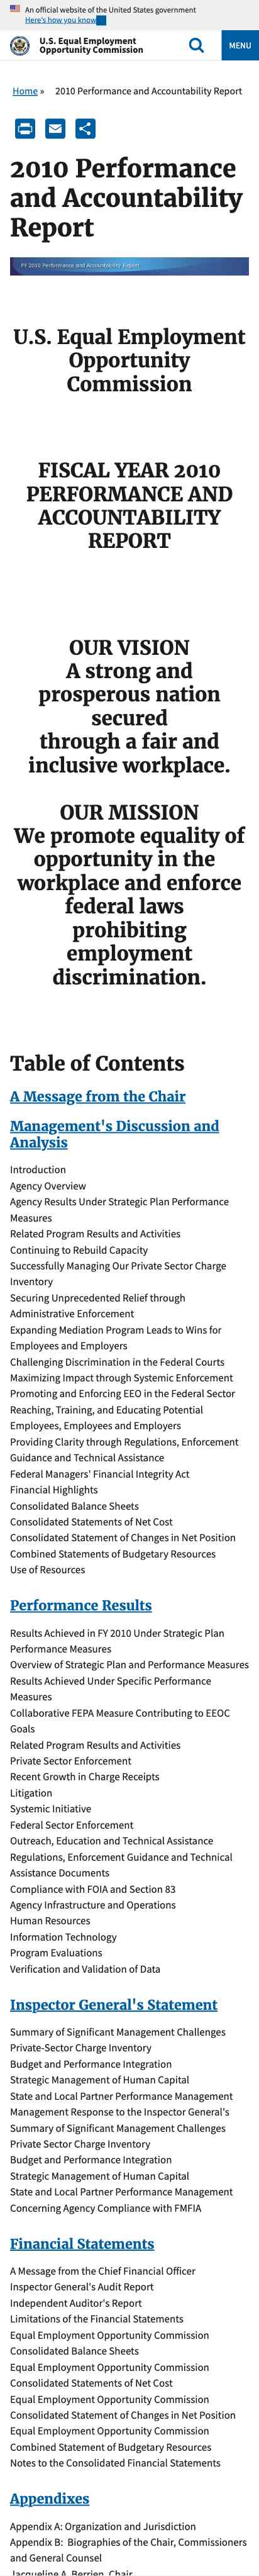 An official website of the United States government
Here's how you know
U.S. Equal Employment
Opportunity Commission
MENU
Home » 2010 Performance and Accountability Report
2010 Performance
and Accountability
Report
FY 2010 Performance and Accountability Report
U.S. Equal Employment
Opportunity
Commission
FISCAL YEAR 2010
PERFORMANCE AND
ACCOUNTABILITY
REPORT
OUR VISION
A strong and
prosperous nation
secured
through a fair and
inclusive workplace.
OUR MISSION
We promote equality of
opportunity in the
workplace and enforce
federal laws
prohibiting
employment
discrimination.
Table of Contents
A Message from the Chair
Management's Discussion and
Analysis
Introduction
Agency Overview
Agency Results Under Strategic Plan Performance
Measures
Related Program Results and Activities
Continuing to Rebuild Capacity
Successfully Managing Our Private Sector Charge
Inventory
Securing Unprecedented Relief through
Administrative Enforcement
Expanding Mediation Program Leads to Wins for
Employees and Employers
Challenging Discrimination in the Federal Courts
Maximizing Impact through Systemic Enforcement
Promoting and Enforcing EEO in the Federal Sector
Reaching, Training, and Educating Potential
Employees, Employees and Employers
Providing Clarity through Regulations, Enforcement
Guidance and Technical Assistance
Federal Managers' Financial Integrity Act
Financial Highlights
Consolidated Balance Sheets
Consolidated Statements of Net Cost
Consolidated Statement of Changes in Net Position
Combined Statements of Budgetary Resources
Use of Resources
Performance Results
Results Achieved in FY 2010 Under Strategic Plan
Performance Measures
Overview of Strategic Plan and Performance Measures
Results Achieved Under Specific Performance
Measures
Collaborative FEPA Measure Contributing to EEOC
Goals
Related Program Results and Activities
Private Sector Enforcement
Recent Growth in Charge Receipts
Litigation
Systemic Initiative
Federal Sector Enforcement
Outreach, Education and Technical Assistance
Regulations, Enforcement Guidance and Technical
Assistance Documents
Compliance with FOIA and Section 83
Agency Infrastructure and Operations
Human Resources
Information Technology
Program Evaluations
Verification and Validation of Data
Inspector General's Statement
Summary of Significant Management Challenges
Private-Sector Charge Inventory
Budget and Performance Integration
Strategic Management of Human Capital
State and Local Partner Performance Management
Management Response to the Inspector General's
Summary of Significant Management Challenges
Private Sector Charge Inventory
Budget and Performance Integration
Strategic Management of Human Capital
State and Local Partner Performance Management
Concerning Agency Compliance with FMFIA
Financial Statements
A Message from the Chief Financial Officer
Inspector General's Audit Report
Independent Auditor's Report
Limitations of the Financial Statements
Equal Employment Opportunity Commission
Consolidated Balance Sheets
Equal Employment Opportunity Commission
Consolidated Statements of Net Cost
Equal Employment Opportunity Commission
Consolidated Statement of Changes in Net Position
Equal Employment Opportunity Commission
Combined Statement of Budgetary Resources
Notes to the Consolidated Financial Statements
Appendixes
Appendix A: Organization and Jurisdiction
Appendix B: Biographies of the Chair, Commissioners
and General Counsel
Jacqueline A. Berrien, Chair